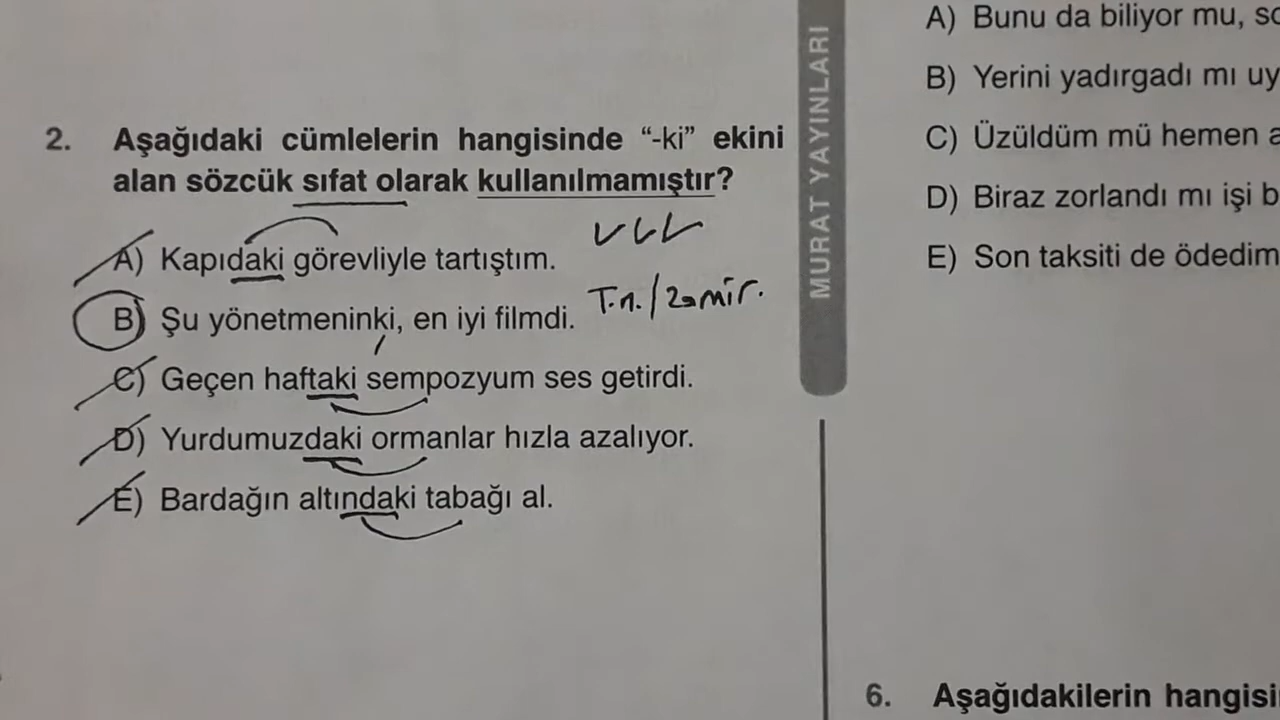 2. Aşağıdaki cümlelerin hangisinde “-ki” ekini
alan sözcük sıfat olarak kullanılmamıştır?
A) Kapıdaki görevliyle tartıştım.
B) Şu yönetmeninki, en iyi filmdi.
T.n. / zamir.
C) Geçen haftaki sempozyum ses getirdi.
D) Yurdumuzdaki ormanlar hızla azalıyor.
E) Bardağın altındaki tabağı al.
MURAT YAYINLARI
A) Bunu da biliyor mu,
B) Yerini yadırgadı mı
C) Üzüldüm mü hemen
D) Biraz zorlandı mı işi
E) Son taksiti de ödedim
6. Aşağıdakilerin